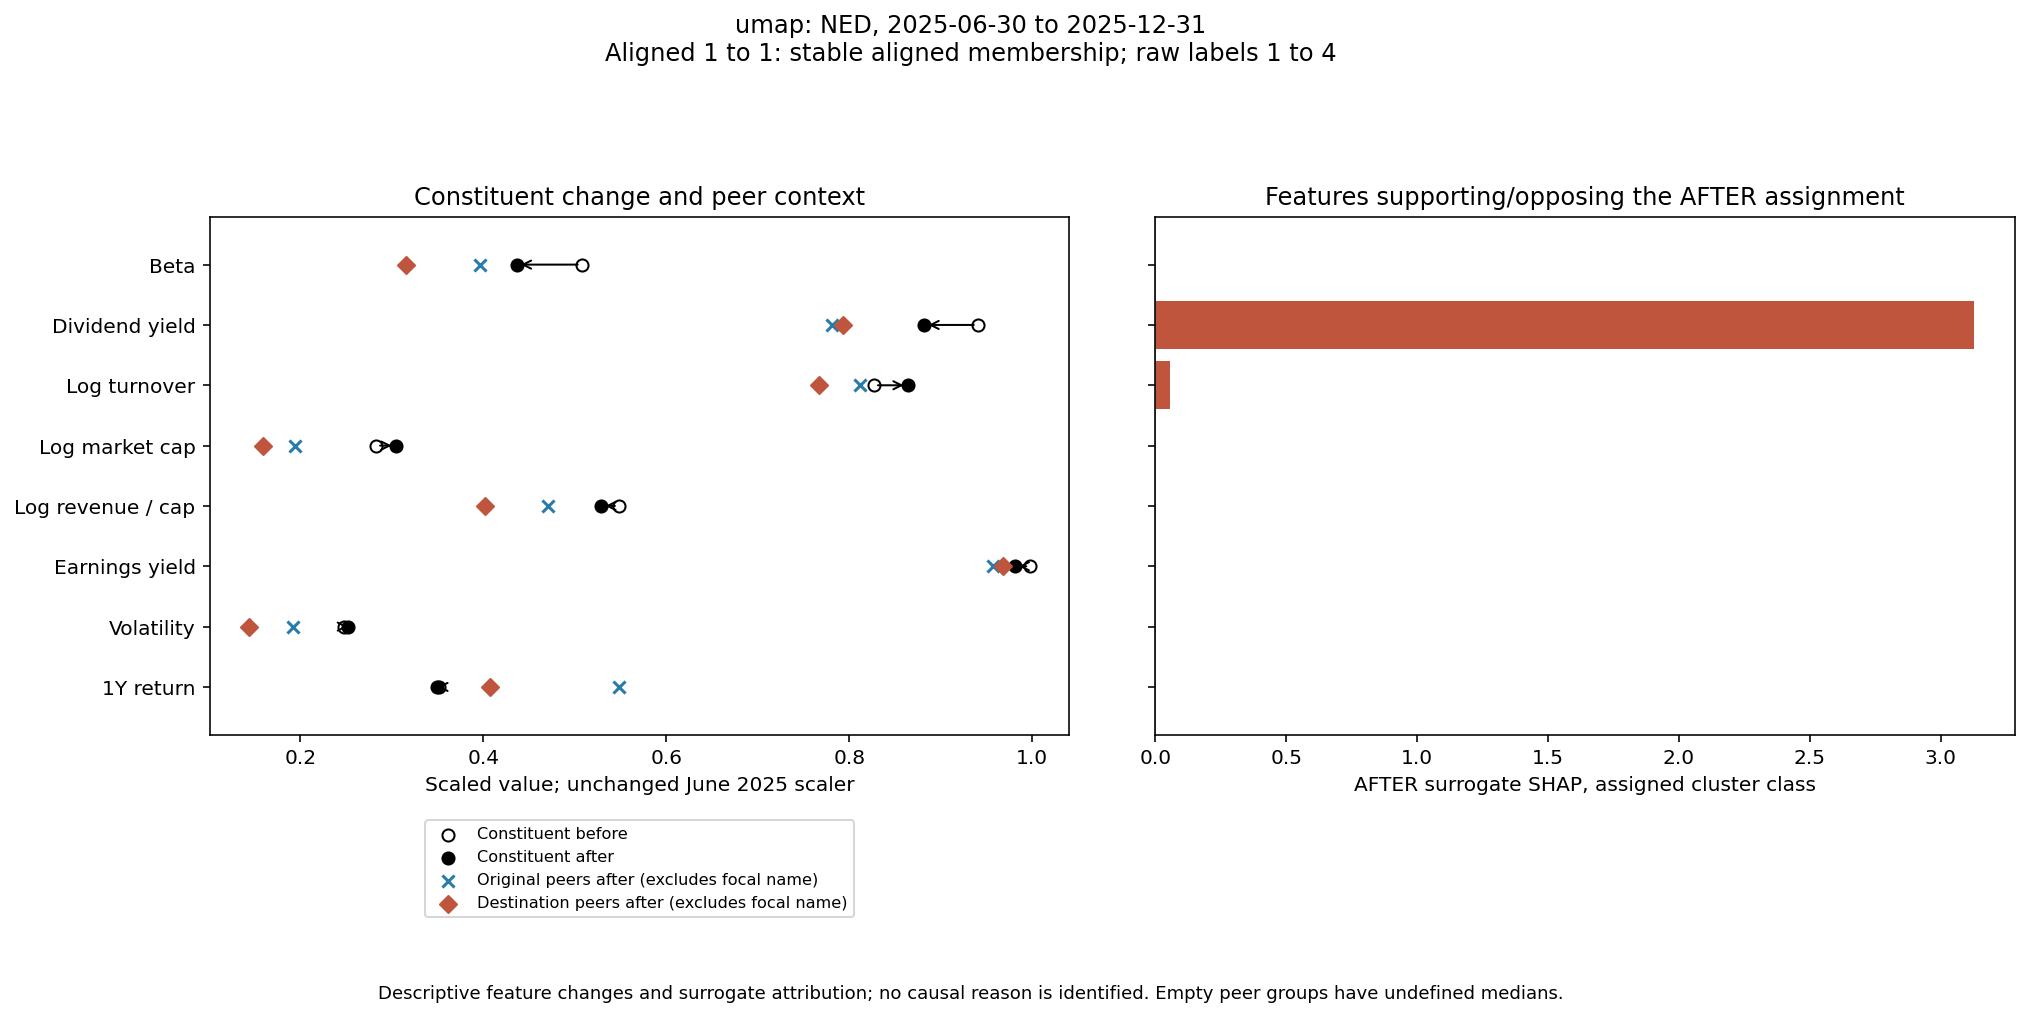 umap: NED, 2025-06-30 to 2025-12-31
Aligned 1 to 1: stable aligned membership; raw labels 1 to 4
Constituent change and peer context
Beta
Dividend yield
Log turnover
Log market cap
Log revenue / cap
Earnings yield
Volatility
1Y return
0.2 0.4 0.6 0.8 1.0
Scaled value; unchanged June 2025 scaler
Constituent before
Constituent after
Original peers after (excludes focal name)
Destination peers after (excludes focal name)
Features supporting/opposing the AFTER assignment
0.0 0.5 1.0 1.5 2.0 2.5 3.0
AFTER surrogate SHAP, assigned cluster class
Descriptive feature changes and surrogate attribution; no causal reason is identified. Empty peer groups have undefined medians.